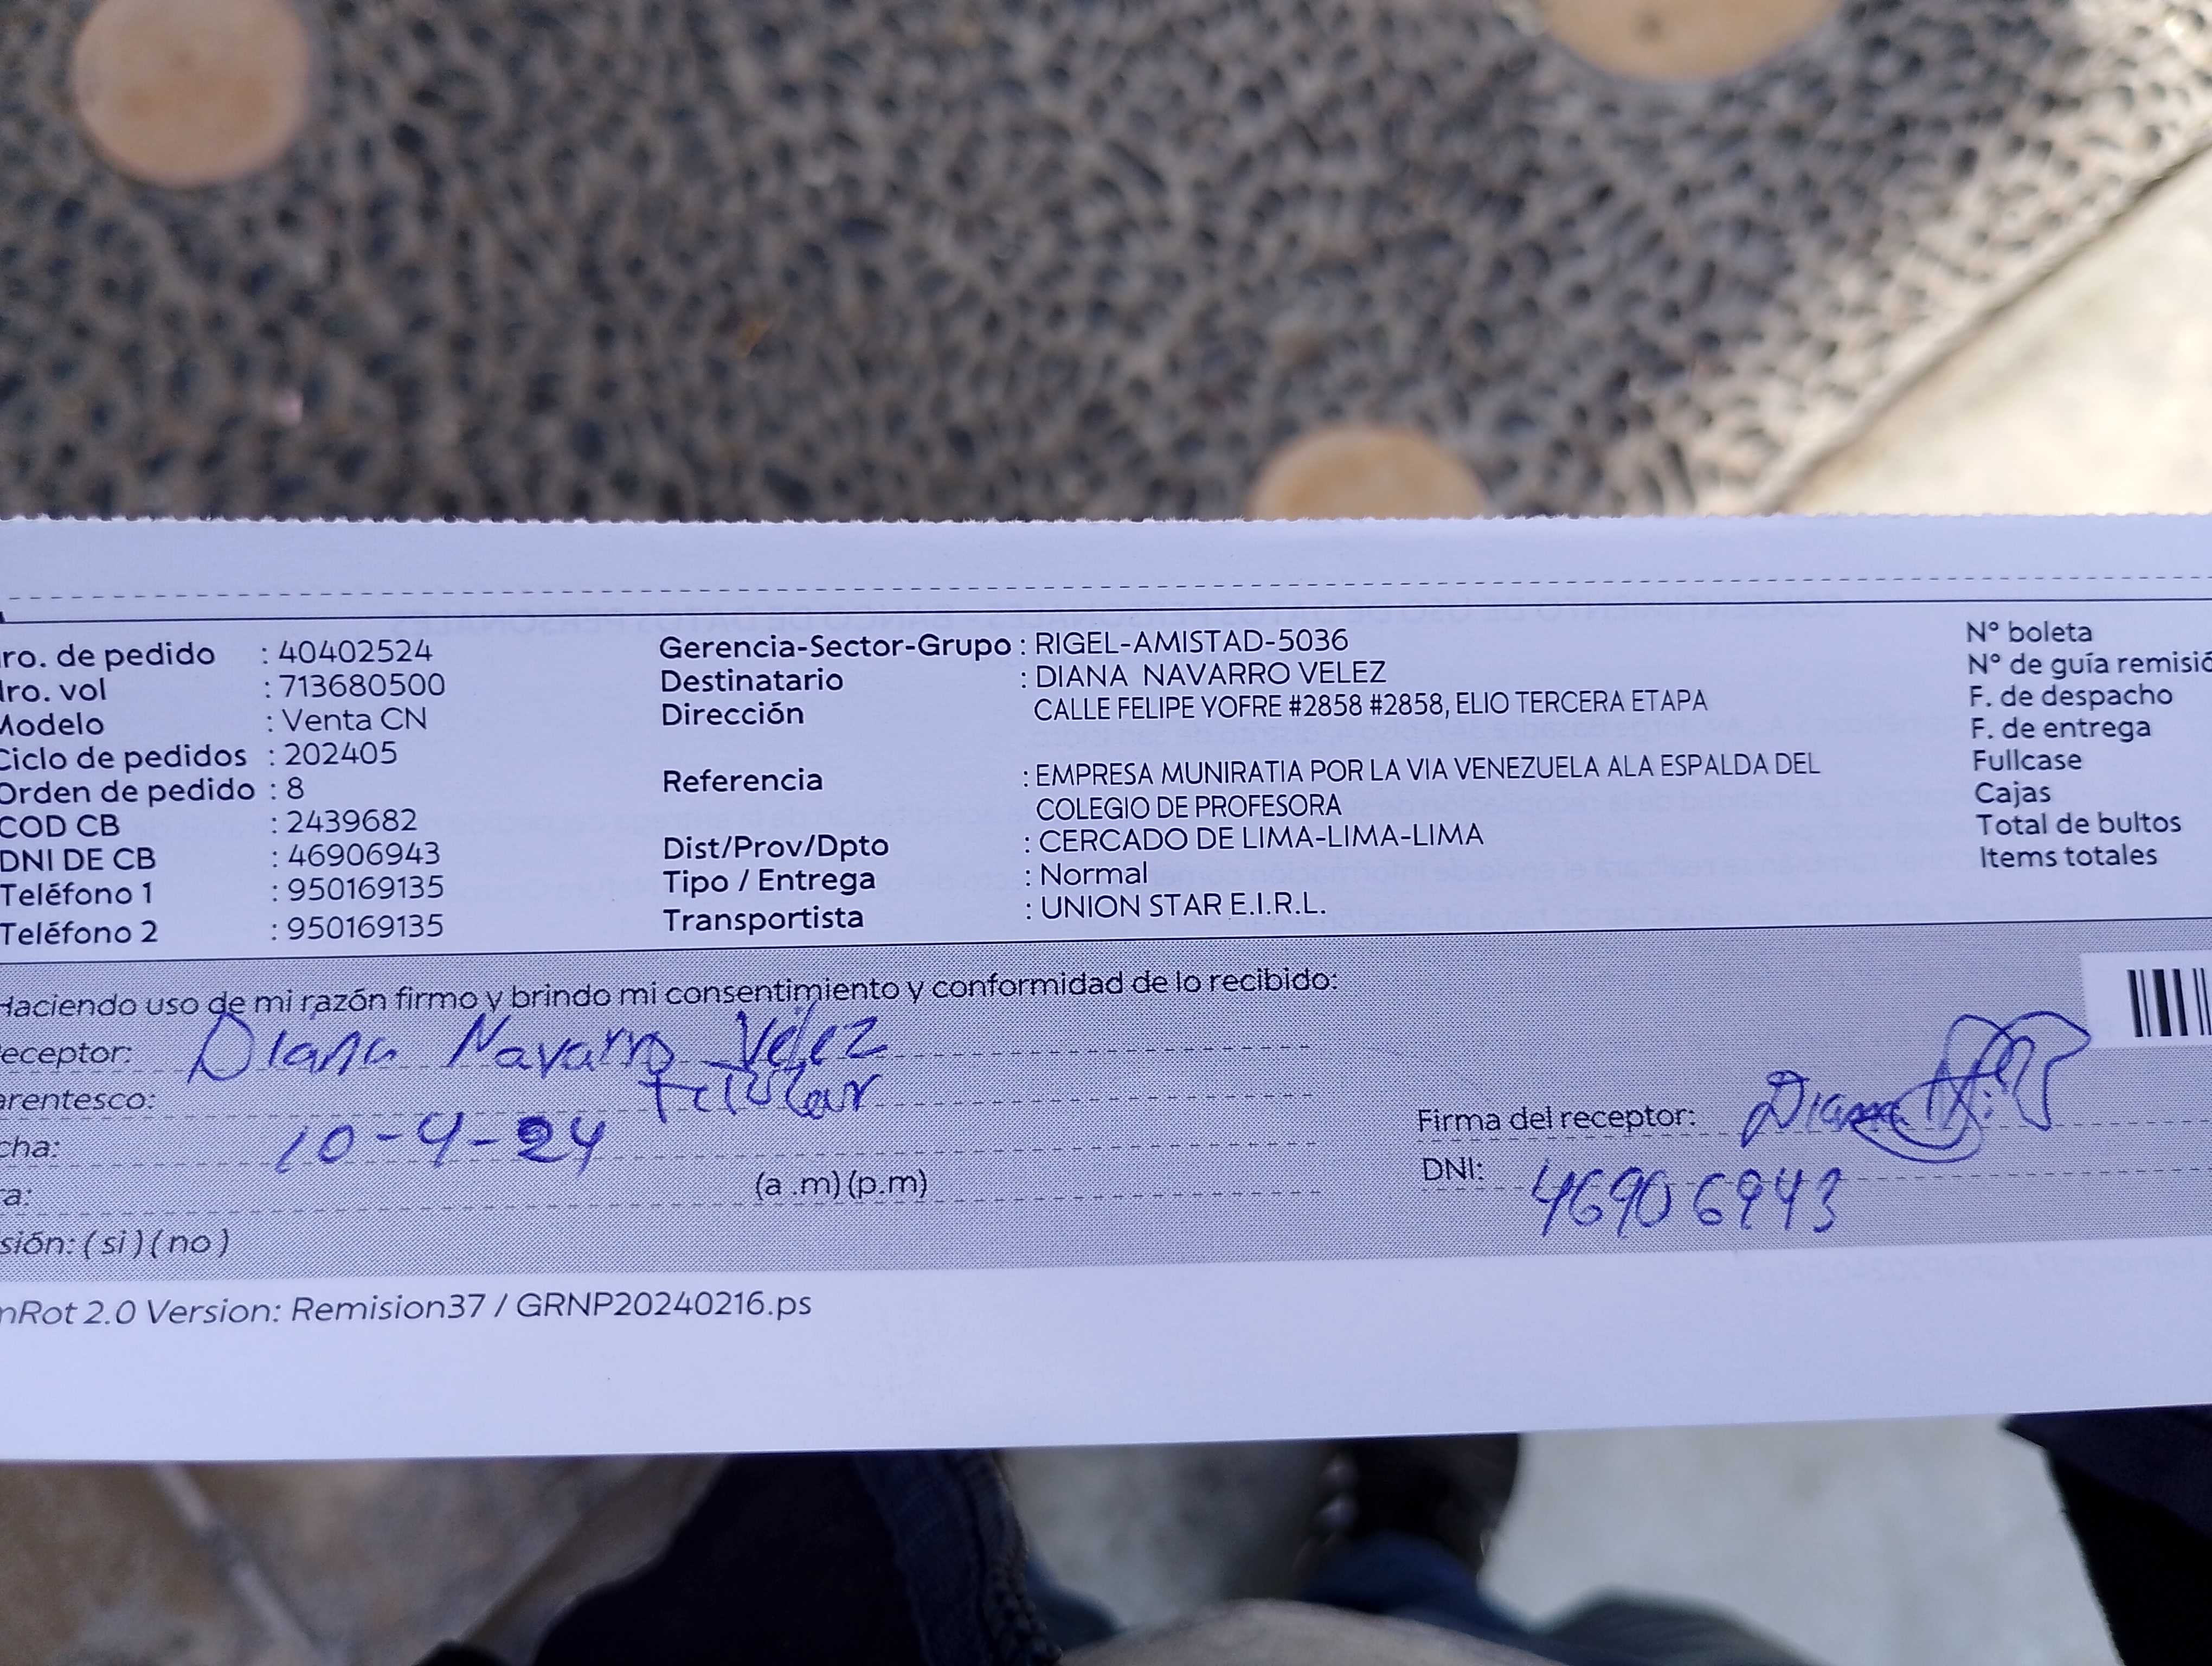 ro. de pedido : 40402524
ro. vol : 713680500
Modelo : Venta CN
Ciclo de pedidos : 202405
Orden de pedido : 8
COD CB : 2439682
DNI DE CB : 46906943
Teléfono 1 : 950169135
Teléfono 2 : 950169135
Gerencia-Sector-Grupo : RIGEL-AMISTAD-5036
Destinatario : DIANA NAVARRO VELEZ
Dirección CALLE FELIPE YOFRE #2858 #2858, ELIO TERCERA ETAPA
Referencia : EMPRESA MUNIRATIA POR LA VIA VENEZUELA ALA ESPALDA DEL
COLEGIO DE PROFESORA
Dist/Prov/Dpto : CERCADO DE LIMA-LIMA-LIMA
Tipo / Entrega : Normal
Transportista : UNION STAR E.I.R.L.
N° boleta
N° de guía remisió
F. de despacho
F. de entrega
Fullcase
Cajas
Total de bultos
Items totales
Haciendo uso de mi razón firmo y brindo mi consentimiento y conformidad de lo recibido:
eceptor: Diana Navarro Velez
arentesco: titular
cha: 10-4-24
a: (a .m) (p.m)
sión: ( si ) ( no )
Firma del receptor: Diana
DNI: 46906943
nRot 2.0 Version: Remision37 / GRNP20240216.ps